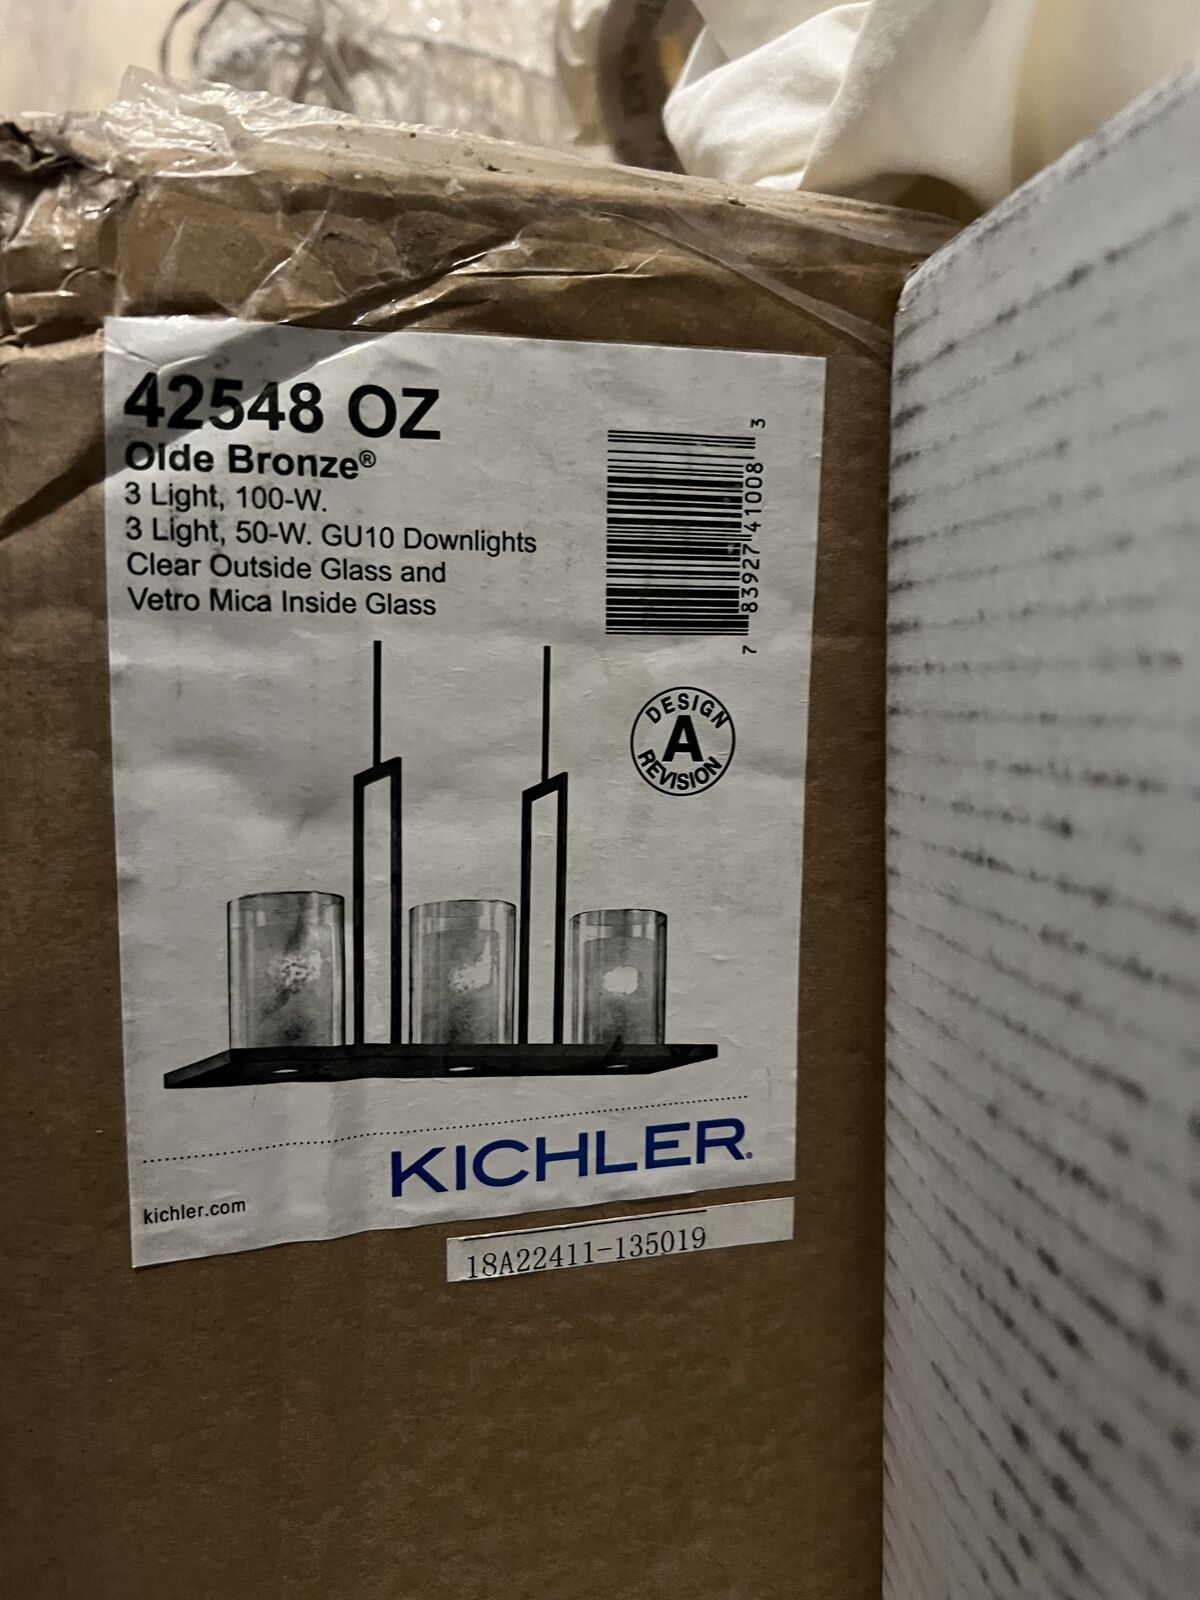 42548 OZ
Olde Bronze®
3 Light, 100-W.
3 Light, 50-W. GU10 Downlights
Clear Outside Glass and
Vetro Mica Inside Glass
7 83927 41008 3
DESIGN
A
REVISION
KICHLER®
kichler.com
18A22411-135019